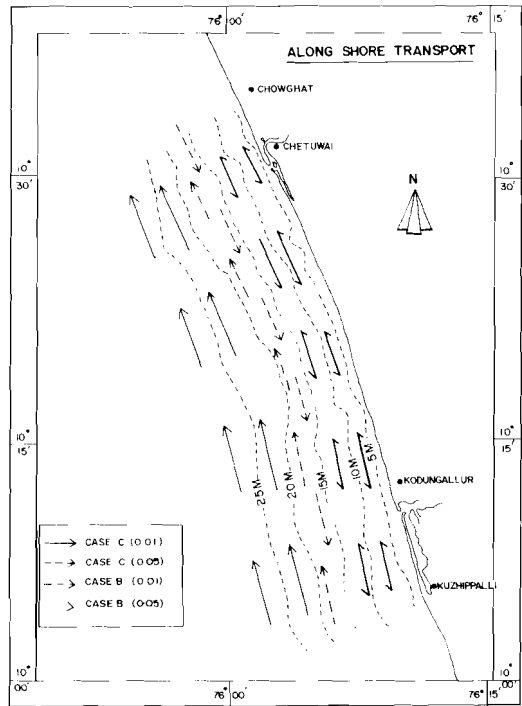 76° 00'
76° 15'
ALONG SHORE TRANSPORT
CHOWGHAT
CHETUWAI
10° 30'
10° 30'
N
10° 15'
10° 15'
25M
20M
15M
10M
5M
KODUNGALLUR
KUZHIPPALLI
CASE C (0.01)
CASE C (0.05)
CASE B (0.01)
CASE B (0.05)
10° 00'
76° 00'
76° 15'
10° 00'